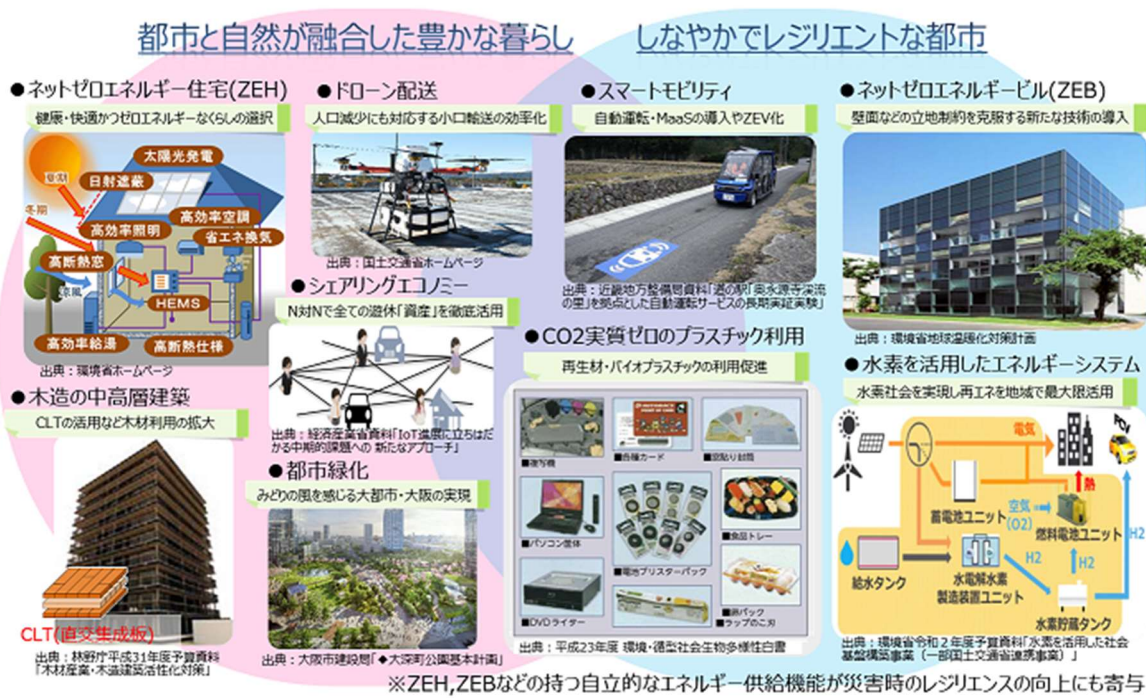 都市と自然が融合した豊かな暮らし
しなやかでレジリエントな都市
●ネットゼロエネルギー住宅(ZEH)
健康・快適かつゼロエネルギーなくらしの選択
夏期
太陽光発電
日射遮蔽
冬期
高効率空調
高効率照明
省エネ換気
高断熱窓
涼風
HEMS
高効率給湯
高断熱仕様
出典：環境省ホームページ
●木造の中高層建築
CLTの活用など木材利用の拡大
CLT(直交集成板)
出典：林野庁平成31年度予算資料
「木材産業・木造建築活性化対策」
●ドローン配送
人口減少にも対応する小口輸送の効率化
出典：国土交通省ホームページ
●シェアリングエコノミー
N対Nで全ての遊休「資産」を徹底活用
出典：経済産業省資料「IoT進展に立ちはだ
かる中期的課題への 新たなアプローチ」
●都市緑化
みどりの風を感じる大都市・大阪の実現
出典：大阪市建設局「◆大深町公園基本計画」
●スマートモビリティ
自動運転・MaaSの導入やZEV化
出典：近畿地方整備局資料「道の駅「奥永源寺渓流
の里」を拠点とした自動運転サービスの長期実証実験」
●CO2実質ゼロのプラスチック利用
再生材・バイオプラスチックの利用促進
■複写機
■各種カード
■窓貼り封筒
■パソコン筐体
■電池ブリスターパック
■食品トレー
■DVDライター
■卵パック
■ラップのこ刃
出典：平成23年度 環境・循型社会生物多様性白書
●ネットゼロエネルギービル(ZEB)
壁面などの立地制約を克服する新たな技術の導入
出典：環境省地球温暖化対策計画
●水素を活用したエネルギーシステム
水素社会を実現し再エネを地域で最大限活用
電気
FCV
熱
空気
(O2)
蓄電池ユニット
燃料電池ユニット
H2
給水タンク
H2
H2
水電解水素
製造装置ユニット
水素貯蔵タンク
出典：環境省令和２年度予算資料「水素を活用した社会
基盤構築事業（一部国土交通省連携事業）」
※ZEH,ZEBなどの持つ自立的なエネルギー供給機能が災害時のレジリエンスの向上にも寄与